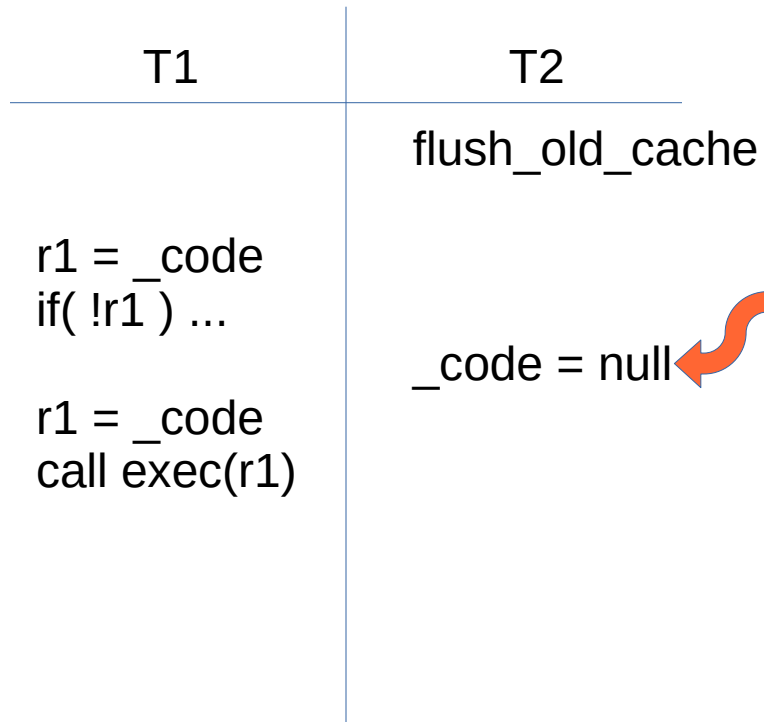 T1
T2
flush_old_cache
r1 = _code
if( !r1 ) ...
_code = null
r1 = _code
call exec(r1)